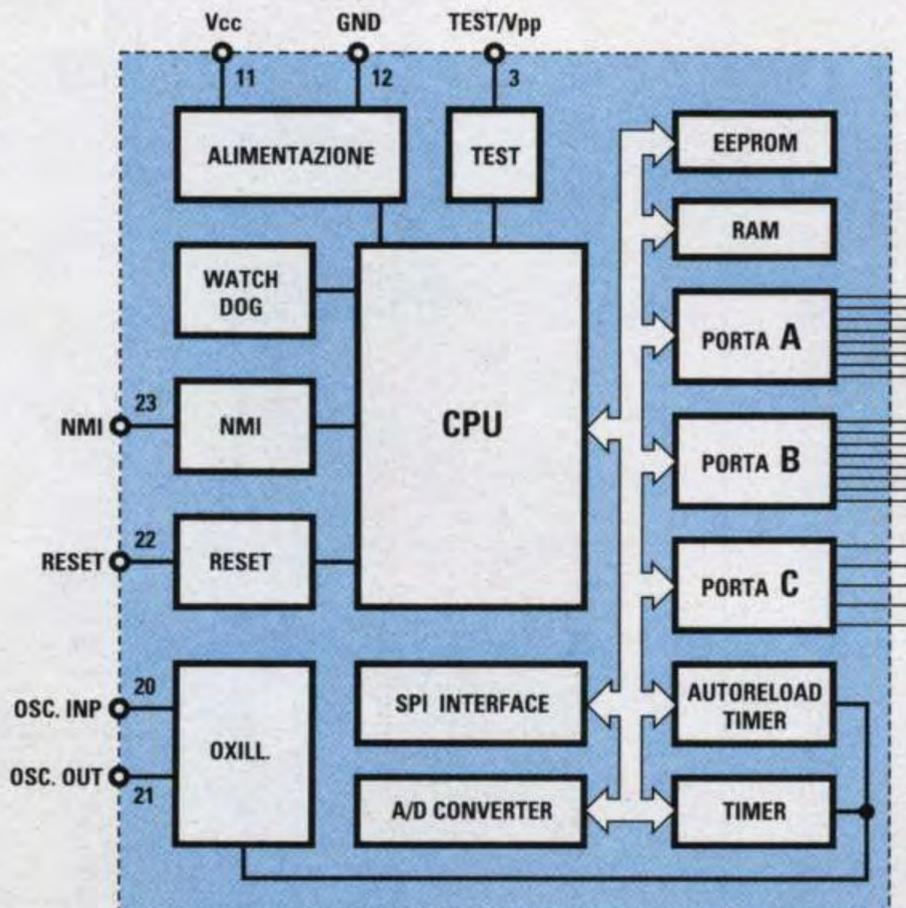 Vcc GND TEST/Vpp
11 12 3
ALIMENTAZIONE
TEST
EEPROM
RAM
WATCH
DOG
PORTA A
23
NMI
NMI
CPU
PORTA B
22
RESET
RESET
PORTA C
20
OSC. INP
OXILL.
OSC. OUT
21
SPI INTERFACE
AUTORELOAD
TIMER
A/D CONVERTER
TIMER